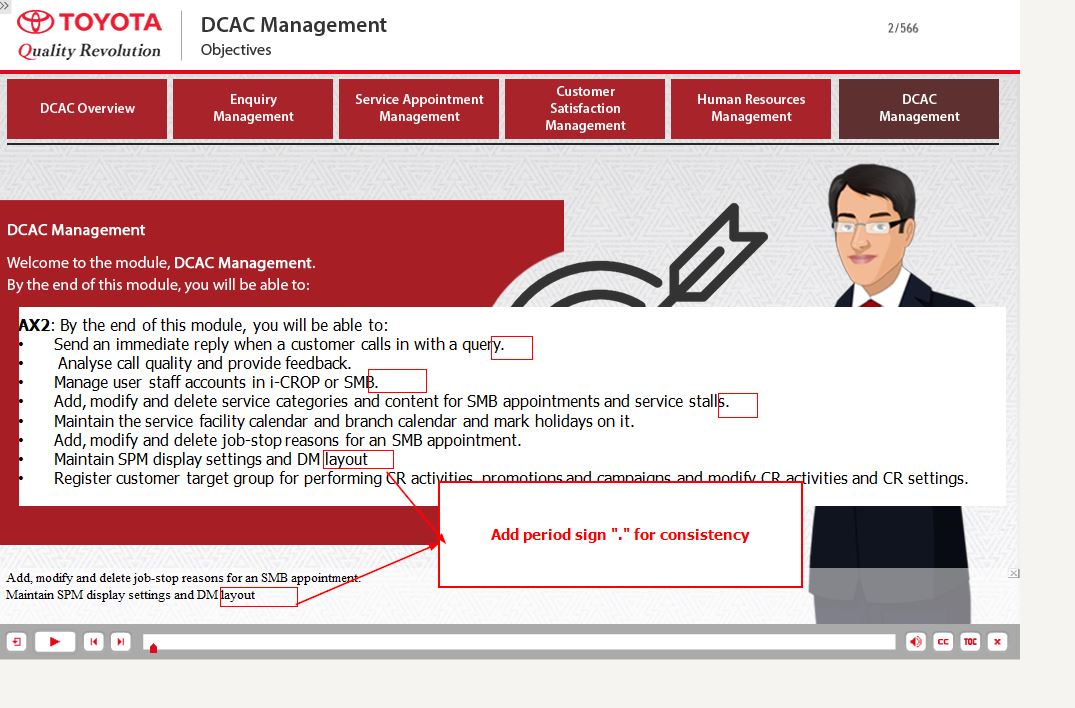 TOYOTA
Quality Revolution
DCAC Management
Objectives
2/566
DCAC Overview
Enquiry
Management
Service Appointment
Management
Customer
Satisfaction
Management
Human Resources
Management
DCAC
Management
DCAC Management
Welcome to the module, DCAC Management.
By the end of this module, you will be able to:
AX2: By the end of this module, you will be able to:
• Send an immediate reply when a customer calls in with a query.
• Analyse call quality and provide feedback.
• Manage user staff accounts in i-CROP or SMB.
• Add, modify and delete service categories and content for SMB appointments and service stalls.
• Maintain the service facility calendar and branch calendar and mark holidays on it.
• Add, modify and delete job-stop reasons for an SMB appointment.
• Maintain SPM display settings and DM layout
• Register customer target group for performing CR activities, promotions and campaigns and modify CR activities and CR settings.
Add period sign "." for consistency
Add, modify and delete job-stop reasons for an SMB appointment.
Maintain SPM display settings and DM layout
CC
TOC